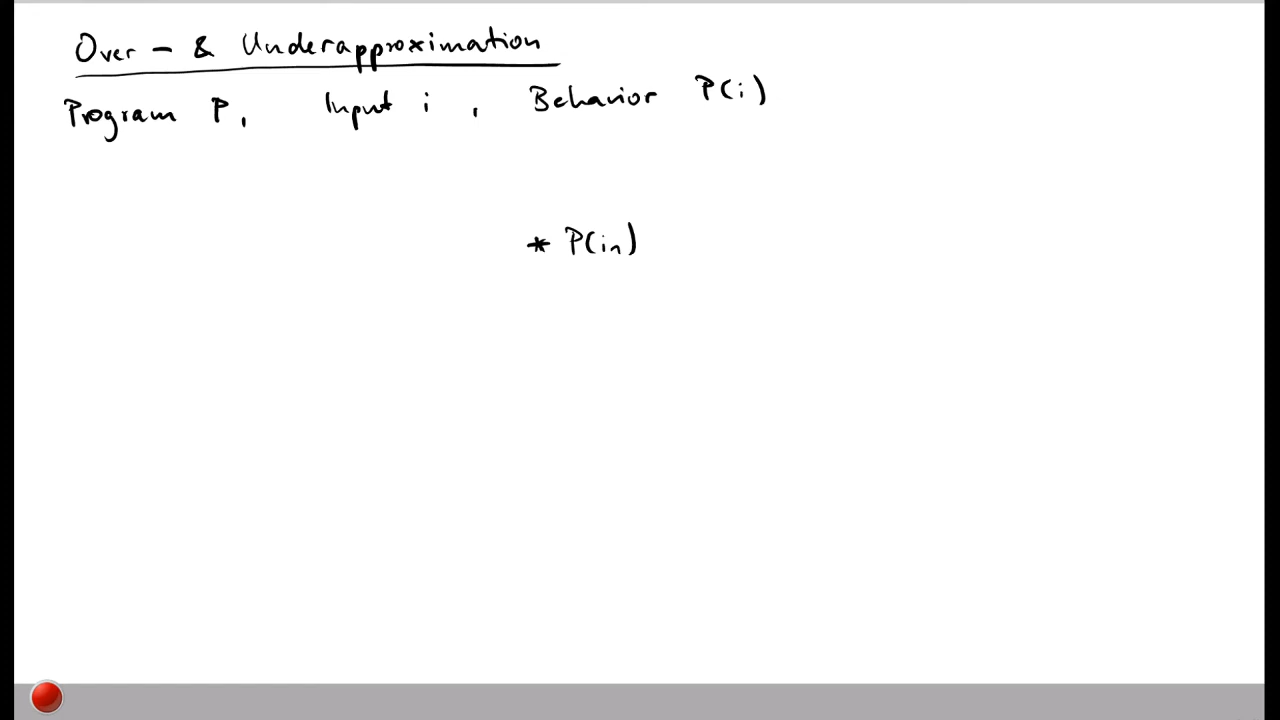 Over - & Underapproximation
Program P, Input i, Behavior P(i)
* P(in)